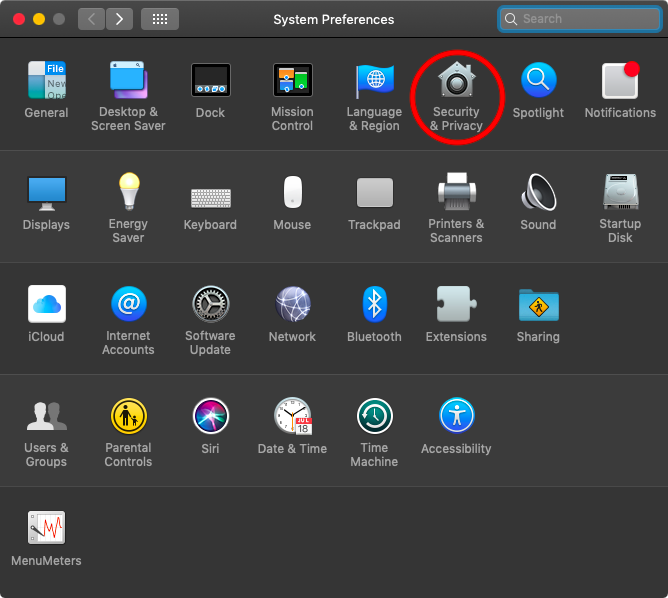 System Preferences
Search
File
New
Ope
General
Desktop &
Screen Saver
Dock
Mission
Control
Language
& Region
Security
& Privacy
Spotlight
Notifications
Displays
Energy
Saver
Keyboard
Mouse
Trackpad
Printers &
Scanners
Sound
Startup
Disk
iCloud
@
Internet
Accounts
Software
Update
Network
Bluetooth
Extensions
Sharing
Users &
Groups
Parental
Controls
Siri
JUL
18
Date & Time
Time
Machine
Accessibility
MenuMeters